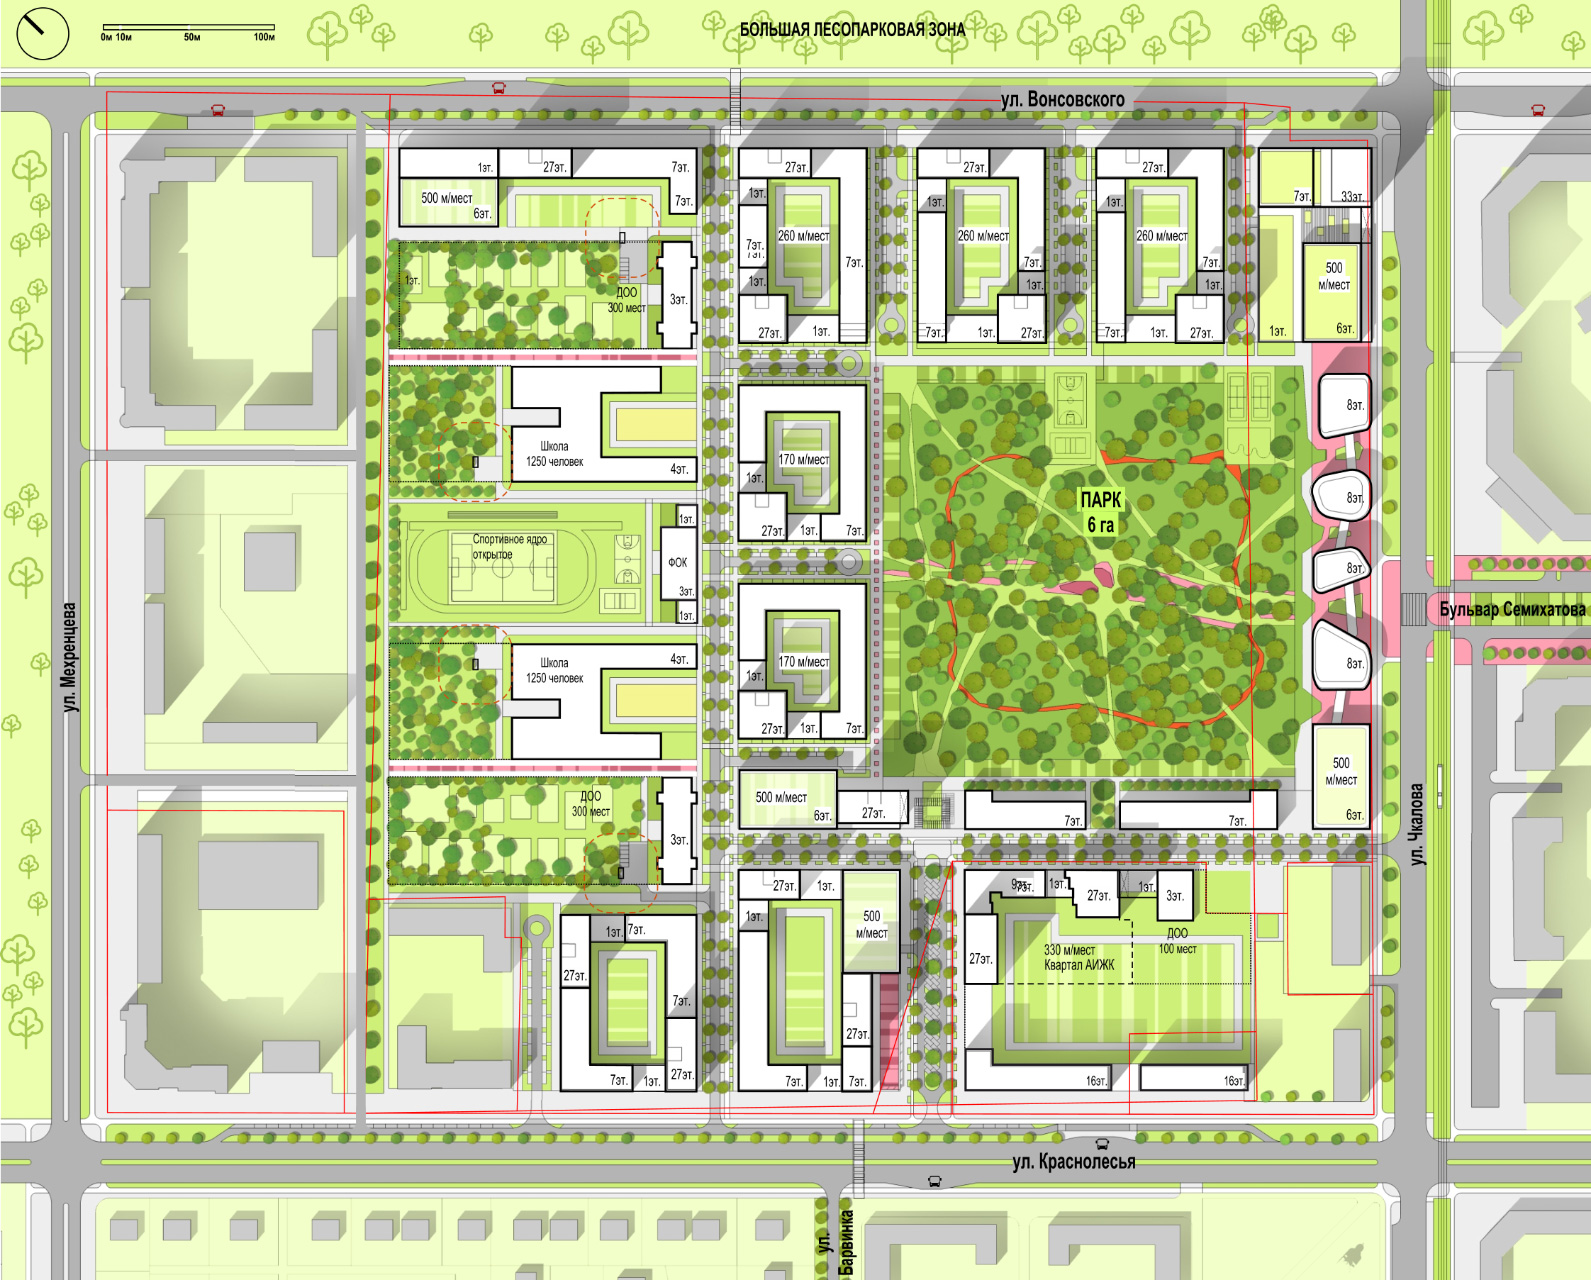 0м 10м 50м 100м
БОЛЬШАЯ ЛЕСОПАРКОВАЯ ЗОНА
ул. Вонсовского
1эт. 27эт. 7эт.
500 м/мест
6эт.
7эт.
27эт.
1эт.
260 м/мест
7эт.
7эт.
1эт.
27эт. 1эт.
27эт.
1эт.
260 м/мест
7эт.
1эт.
7эт. 1эт. 27эт.
27эт.
1эт.
260 м/мест
7эт.
1эт.
7эт. 1эт. 27эт.
7эт. 33эт.
500
м/мест
1эт. 6эт.
1эт.
ДОО
300 мест
3эт.
Школа
1250 человек
4эт.
170 м/мест
1эт.
27эт. 1эт. 7эт.
8эт.
ПАРК
6 га
8эт.
8эт.
8эт.
Спортивное ядро
открытое
1эт.
ФОК
3эт.
1эт.
Бульвар Семихатова
ул. Мехренцева
Школа
1250 человек
4эт.
170 м/мест
1эт.
27эт. 1эт. 7эт.
ДОО
300 мест
3эт.
500 м/мест
6эт.
27эт.
7эт.
7эт.
500
м/мест
6эт.
ул. Чкалова
27эт. 1эт.
1эт.
500
м/мест
27эт.
7эт. 1эт. 7эт.
1эт. 7эт.
27эт.
7эт.
7эт. 1эт. 27эт.
1эт. 27эт. 1эт. 3эт.
27эт.
330 м/мест
Квартал АИЖК
ДОО
100 мест
16эт. 16эт.
ул. Краснолесья
ул.
Барвинка